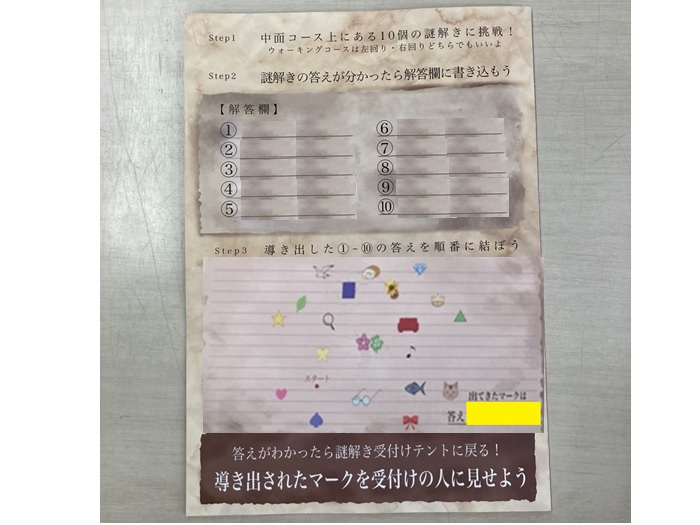 Step1 中面コース上にある10個の謎解きに挑戦！
ウォーキングコースは左回り・右回りどちらでもいいよ
Step2 謎解きの答えが分かったら解答欄に書き込もう
【解答欄】
①
②
③
④
⑤
⑥
⑦
⑧
⑨
⑩
Step3 導き出した①-⑩の答えを順番に結ぼう
スタート
出てきたマークは
答え
答えがわかったら謎解き受付けテントに戻る！
導き出されたマークを受付けの人に見せよう